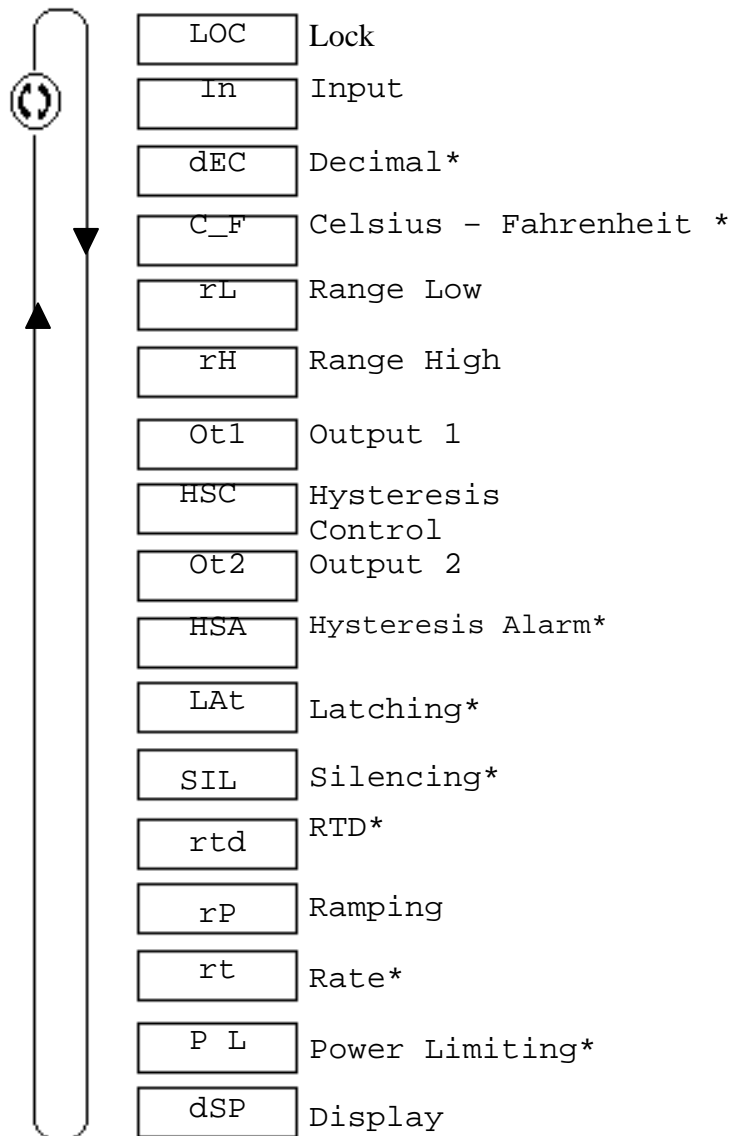 LOC Lock
In Input
dEC Decimal*
C_F Celsius – Fahrenheit *
rL Range Low
rH Range High
Ot1 Output 1
HSC Hysteresis
Control
Ot2 Output 2
HSA Hysteresis Alarm*
LAt Latching*
SIL Silencing*
rtd RTD*
rP Ramping
rt Rate*
P L Power Limiting*
dSP Display